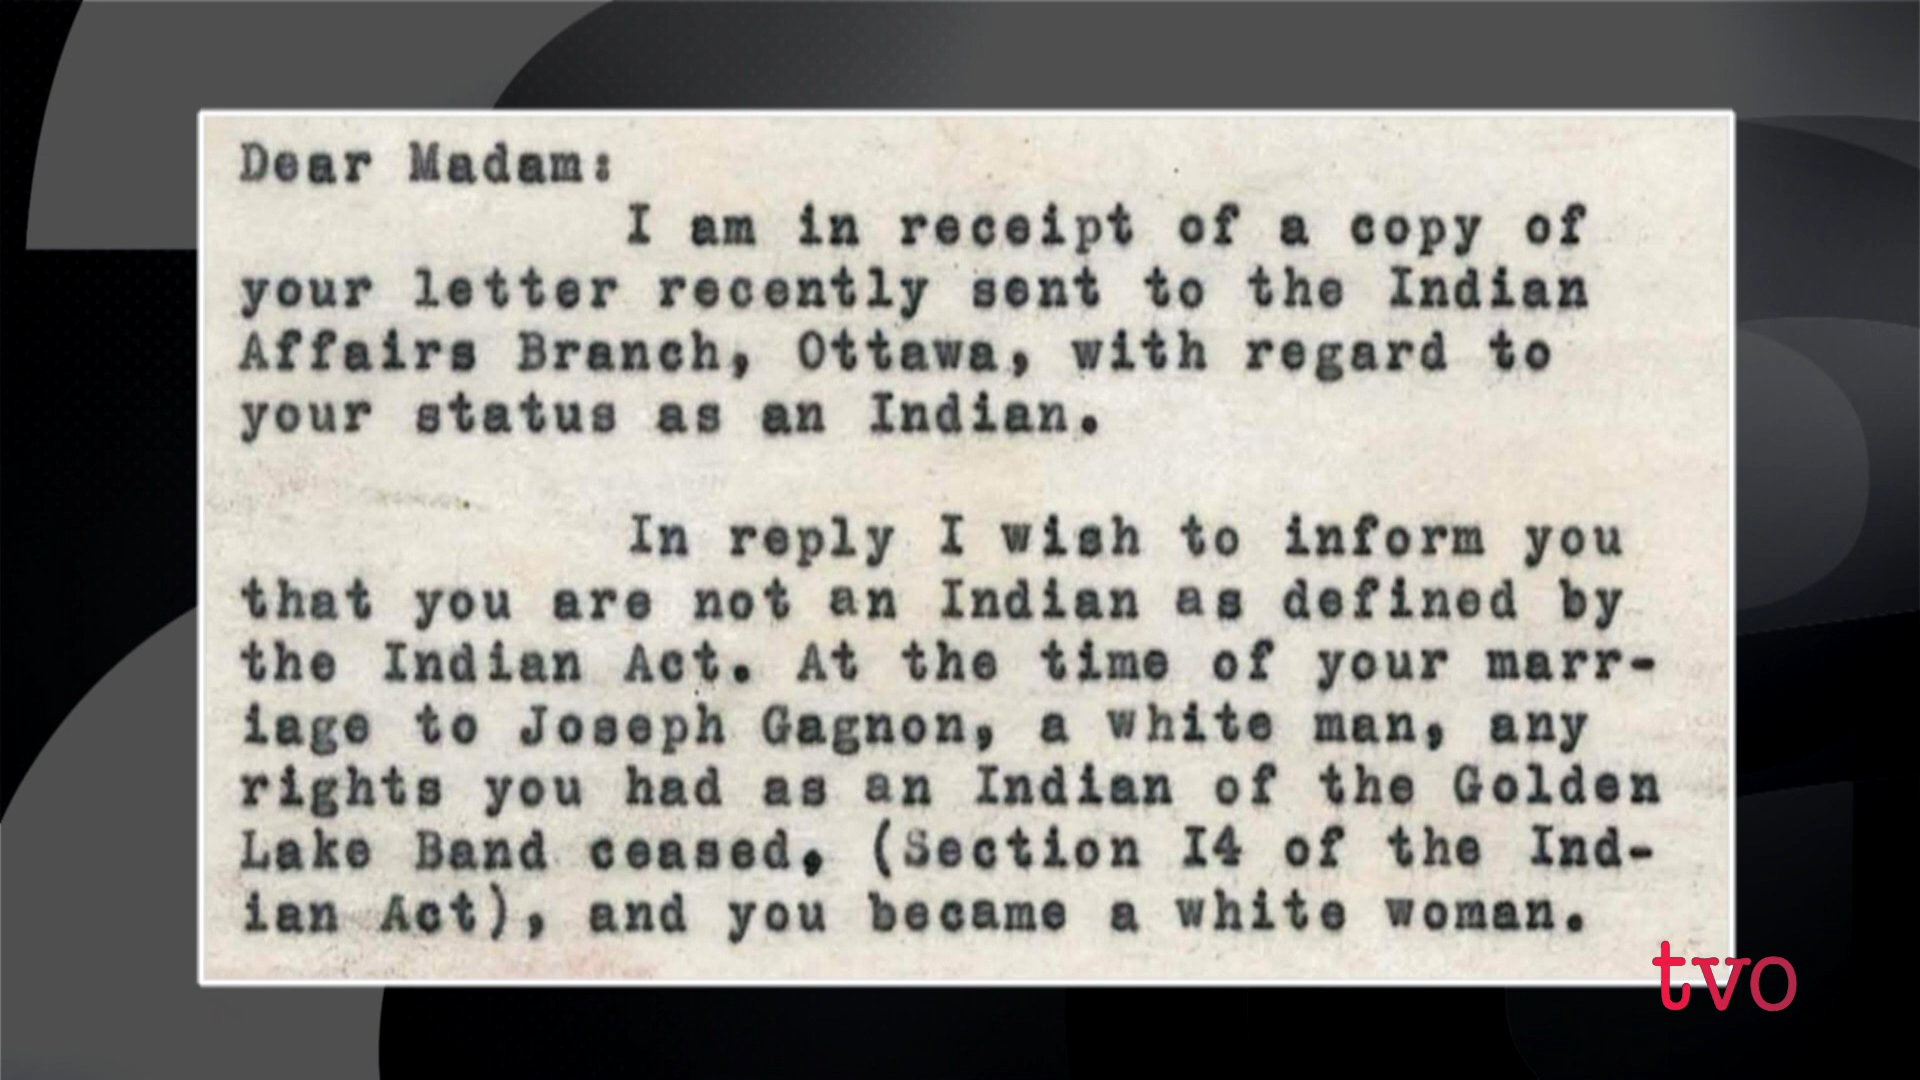 Dear Madam:
I am in receipt of a copy of
your letter recently sent to the Indian
Affairs Branch, Ottawa, with regard to
your status as an Indian.
In reply I wish to inform you
that you are not an Indian as defined by
the Indian Act. At the time of your marr-
iage to Joseph Gagnon, a white man, any
rights you had as an Indian of the Golden
Lake Band ceased, (Section I4 of the Ind-
ian Act), and you became a white woman.
tvo